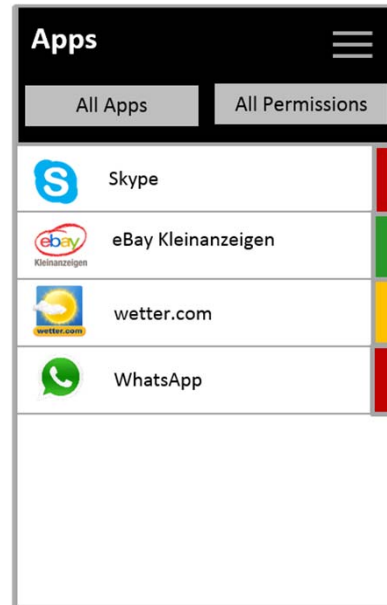 Apps
All Apps
All Permissions
S
Skype
ebay
Kleinanzeigen
eBay Kleinanzeigen
wetter.com
wetter.com
WhatsApp